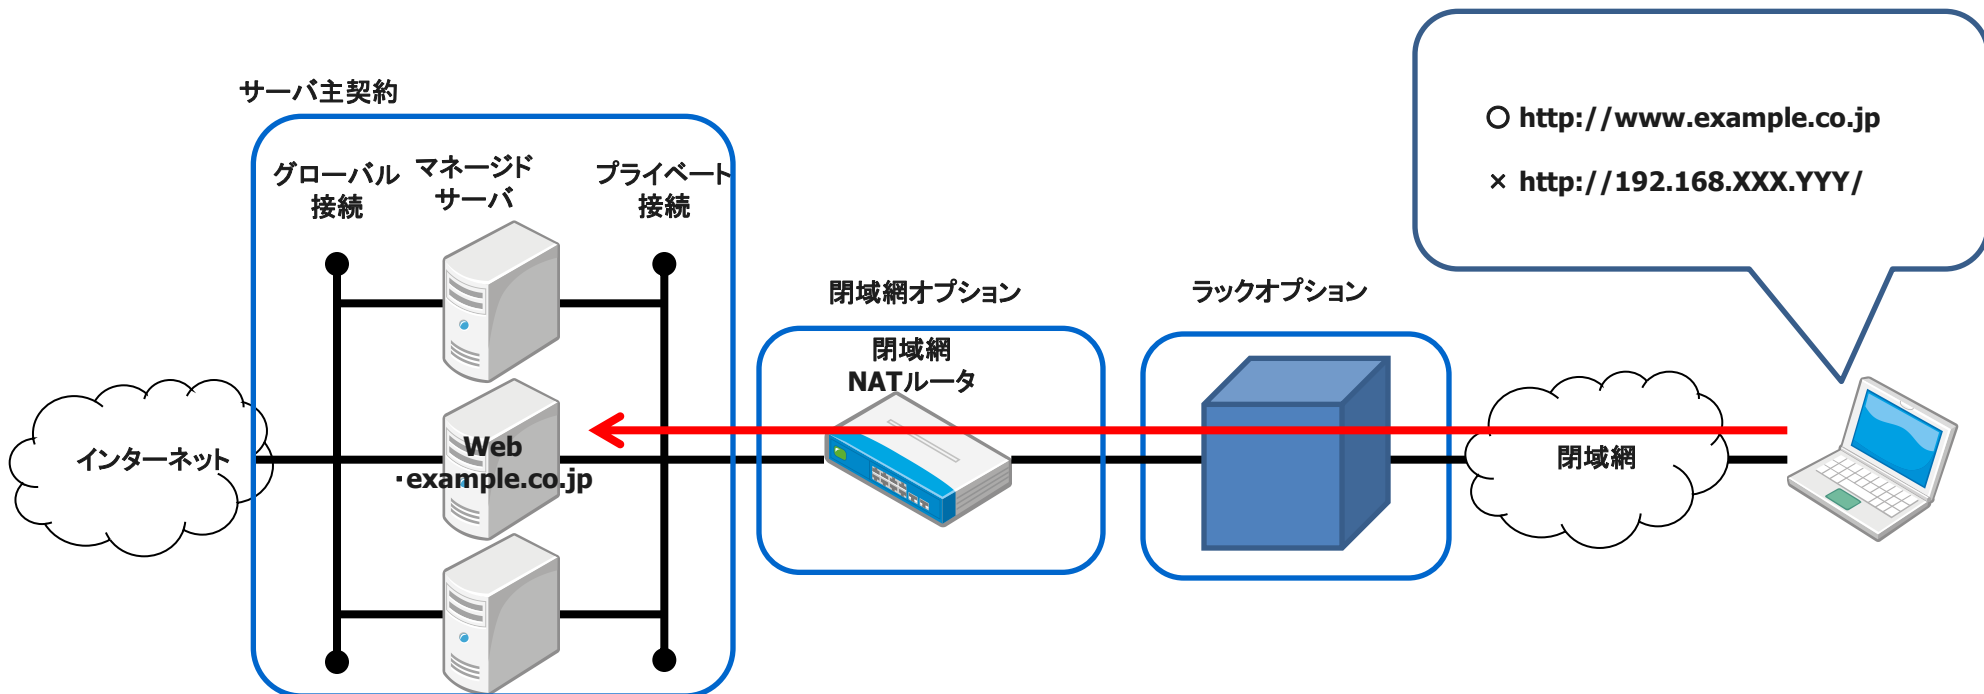 サーバ主契約
グローバル
接続
マネージド
サーバ
プライベート
接続
インターネット
Web
・example.co.jp
閉域網オプション
閉域網
NATルータ
ラックオプション
閉域網
○ http://www.example.co.jp
× http://192.168.XXX.YYY/